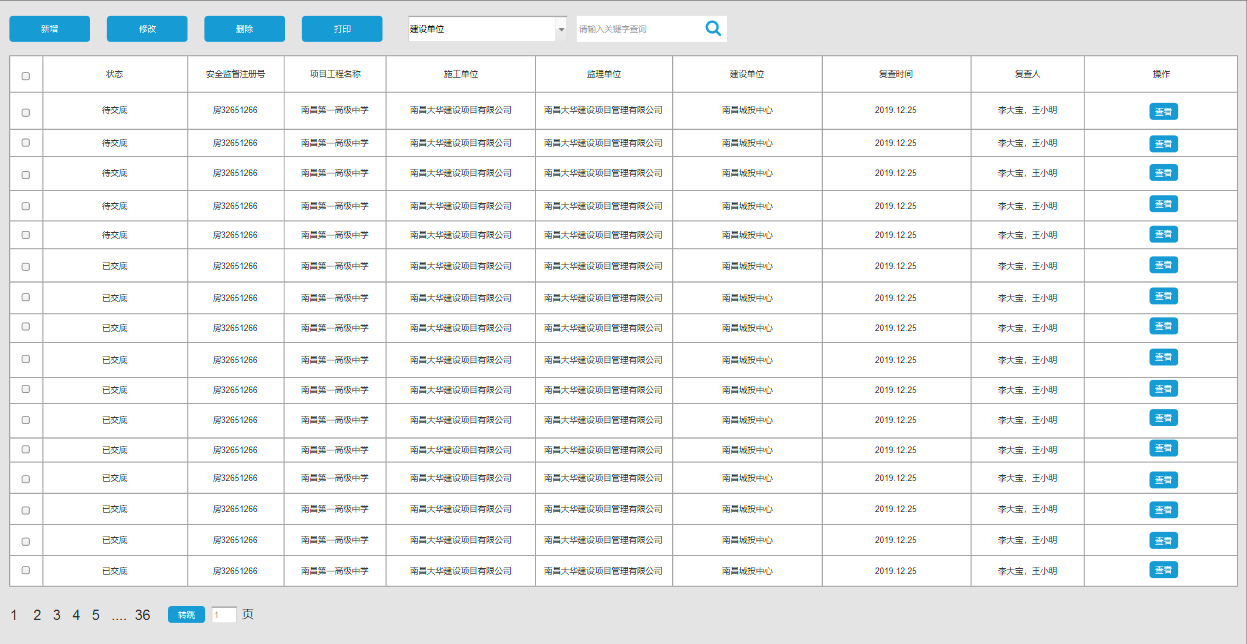 新增 修改 删除 打印 建设单位 请输入关键字查询
状态 安全监督注册号 项目工程名称 施工单位 监理单位 建设单位 复查时间 复查人 操作
待交底 房32651266 南昌第一高级中学 南昌大华建设项目有限公司 南昌大华建设项目管理有限公司 南昌城投中心 2019.12.25 李大宝，王小明 查看
待交底 房32651266 南昌第一高级中学 南昌大华建设项目有限公司 南昌大华建设项目管理有限公司 南昌城投中心 2019.12.25 李大宝，王小明 查看
待交底 房32651266 南昌第一高级中学 南昌大华建设项目有限公司 南昌大华建设项目管理有限公司 南昌城投中心 2019.12.25 李大宝，王小明 查看
待交底 房32651266 南昌第一高级中学 南昌大华建设项目有限公司 南昌大华建设项目管理有限公司 南昌城投中心 2019.12.25 李大宝，王小明 查看
待交底 房32651266 南昌第一高级中学 南昌大华建设项目有限公司 南昌大华建设项目管理有限公司 南昌城投中心 2019.12.25 李大宝，王小明 查看
已交底 房32651266 南昌第一高级中学 南昌大华建设项目有限公司 南昌大华建设项目管理有限公司 南昌城投中心 2019.12.25 李大宝，王小明 查看
已交底 房32651266 南昌第一高级中学 南昌大华建设项目有限公司 南昌大华建设项目管理有限公司 南昌城投中心 2019.12.25 李大宝，王小明 查看
已交底 房32651266 南昌第一高级中学 南昌大华建设项目有限公司 南昌大华建设项目管理有限公司 南昌城投中心 2019.12.25 李大宝，王小明 查看
已交底 房32651266 南昌第一高级中学 南昌大华建设项目有限公司 南昌大华建设项目管理有限公司 南昌城投中心 2019.12.25 李大宝，王小明 查看
已交底 房32651266 南昌第一高级中学 南昌大华建设项目有限公司 南昌大华建设项目管理有限公司 南昌城投中心 2019.12.25 李大宝，王小明 查看
已交底 房32651266 南昌第一高级中学 南昌大华建设项目有限公司 南昌大华建设项目管理有限公司 南昌城投中心 2019.12.25 李大宝，王小明 查看
已交底 房32651266 南昌第一高级中学 南昌大华建设项目有限公司 南昌大华建设项目管理有限公司 南昌城投中心 2019.12.25 李大宝，王小明 查看
已交底 房32651266 南昌第一高级中学 南昌大华建设项目有限公司 南昌大华建设项目管理有限公司 南昌城投中心 2019.12.25 李大宝，王小明 查看
已交底 房32651266 南昌第一高级中学 南昌大华建设项目有限公司 南昌大华建设项目管理有限公司 南昌城投中心 2019.12.25 李大宝，王小明 查看
已交底 房32651266 南昌第一高级中学 南昌大华建设项目有限公司 南昌大华建设项目管理有限公司 南昌城投中心 2019.12.25 李大宝，王小明 查看
已交底 房32651266 南昌第一高级中学 南昌大华建设项目有限公司 南昌大华建设项目管理有限公司 南昌城投中心 2019.12.25 李大宝，王小明 查看
1 2 3 4 5 .... 36 转跳 1 页